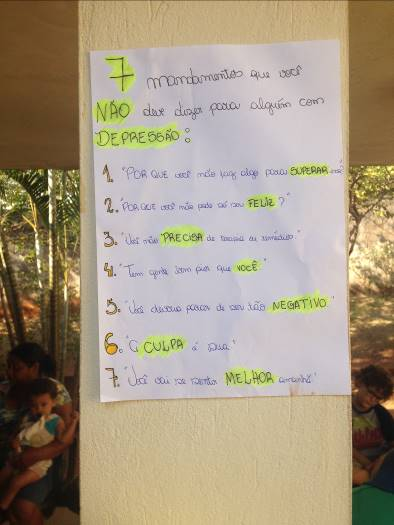 7 mandamentos que você
NÃO deve dizer para alguém com
DEPRESSÃO:
1. "POR QUE você não faz algo para SUPERAR isso?"
2. "POR QUE você não pode só ser FELIZ?"
3. "Você não PRECISA de terapia ou remédios."
4. "Tem gente bem pior que VOCÊ."
5. "Você deveria parar de ser tão NEGATIVO."
6. "A CULPA é sua"
7. "Você vai se sentir MELHOR amanhã."